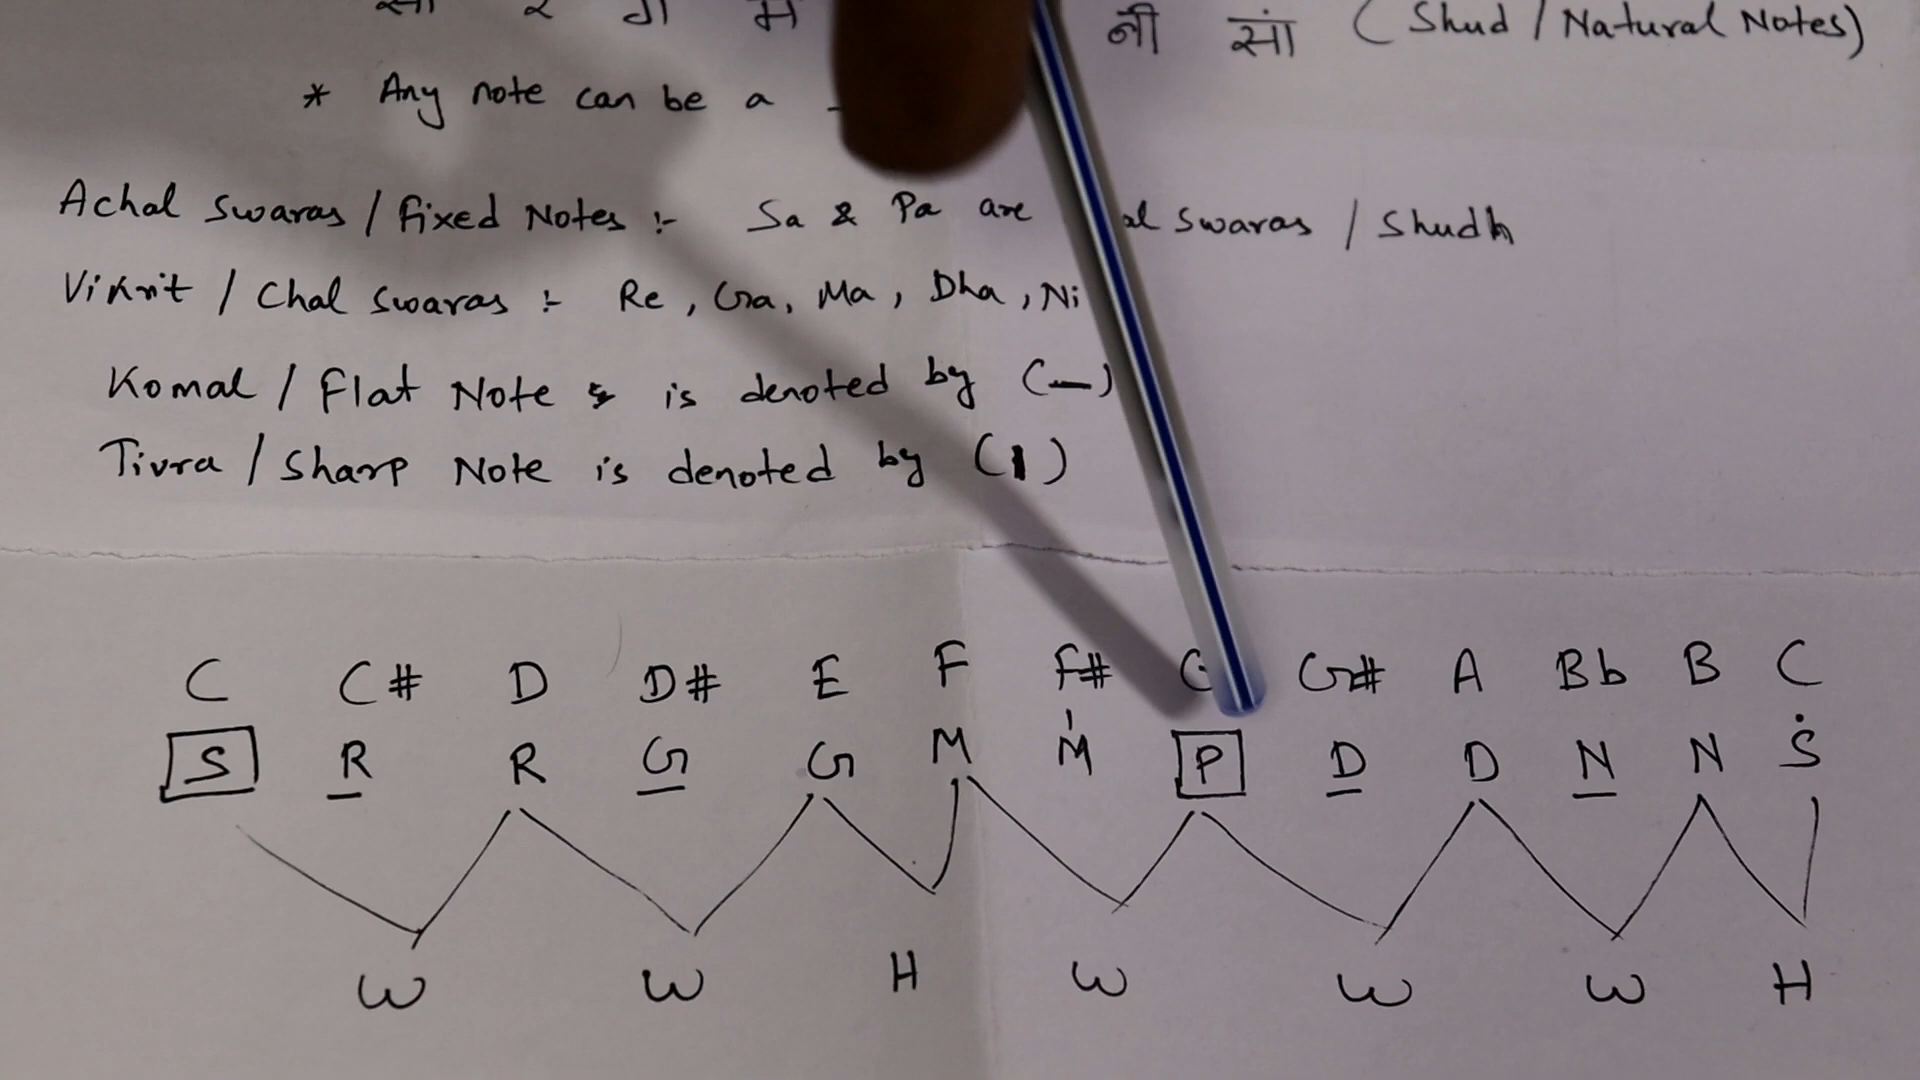 नी सां ( Shud / Natural Notes)
* Any note can be a
Achal Swaras / Fixed Notes :- Sa & Pa are al Swaras / Shudh
Vikrit / Chal Swaras :- Re, Ga, Ma, Dha, Ni
Komal / Flat Note is denoted by (—)
Tivra / Sharp Note is denoted by (|)
C C# D D# E F F# G G# A Bb B C
S R R G G M M P D D N N Ṡ
W W H W W W H